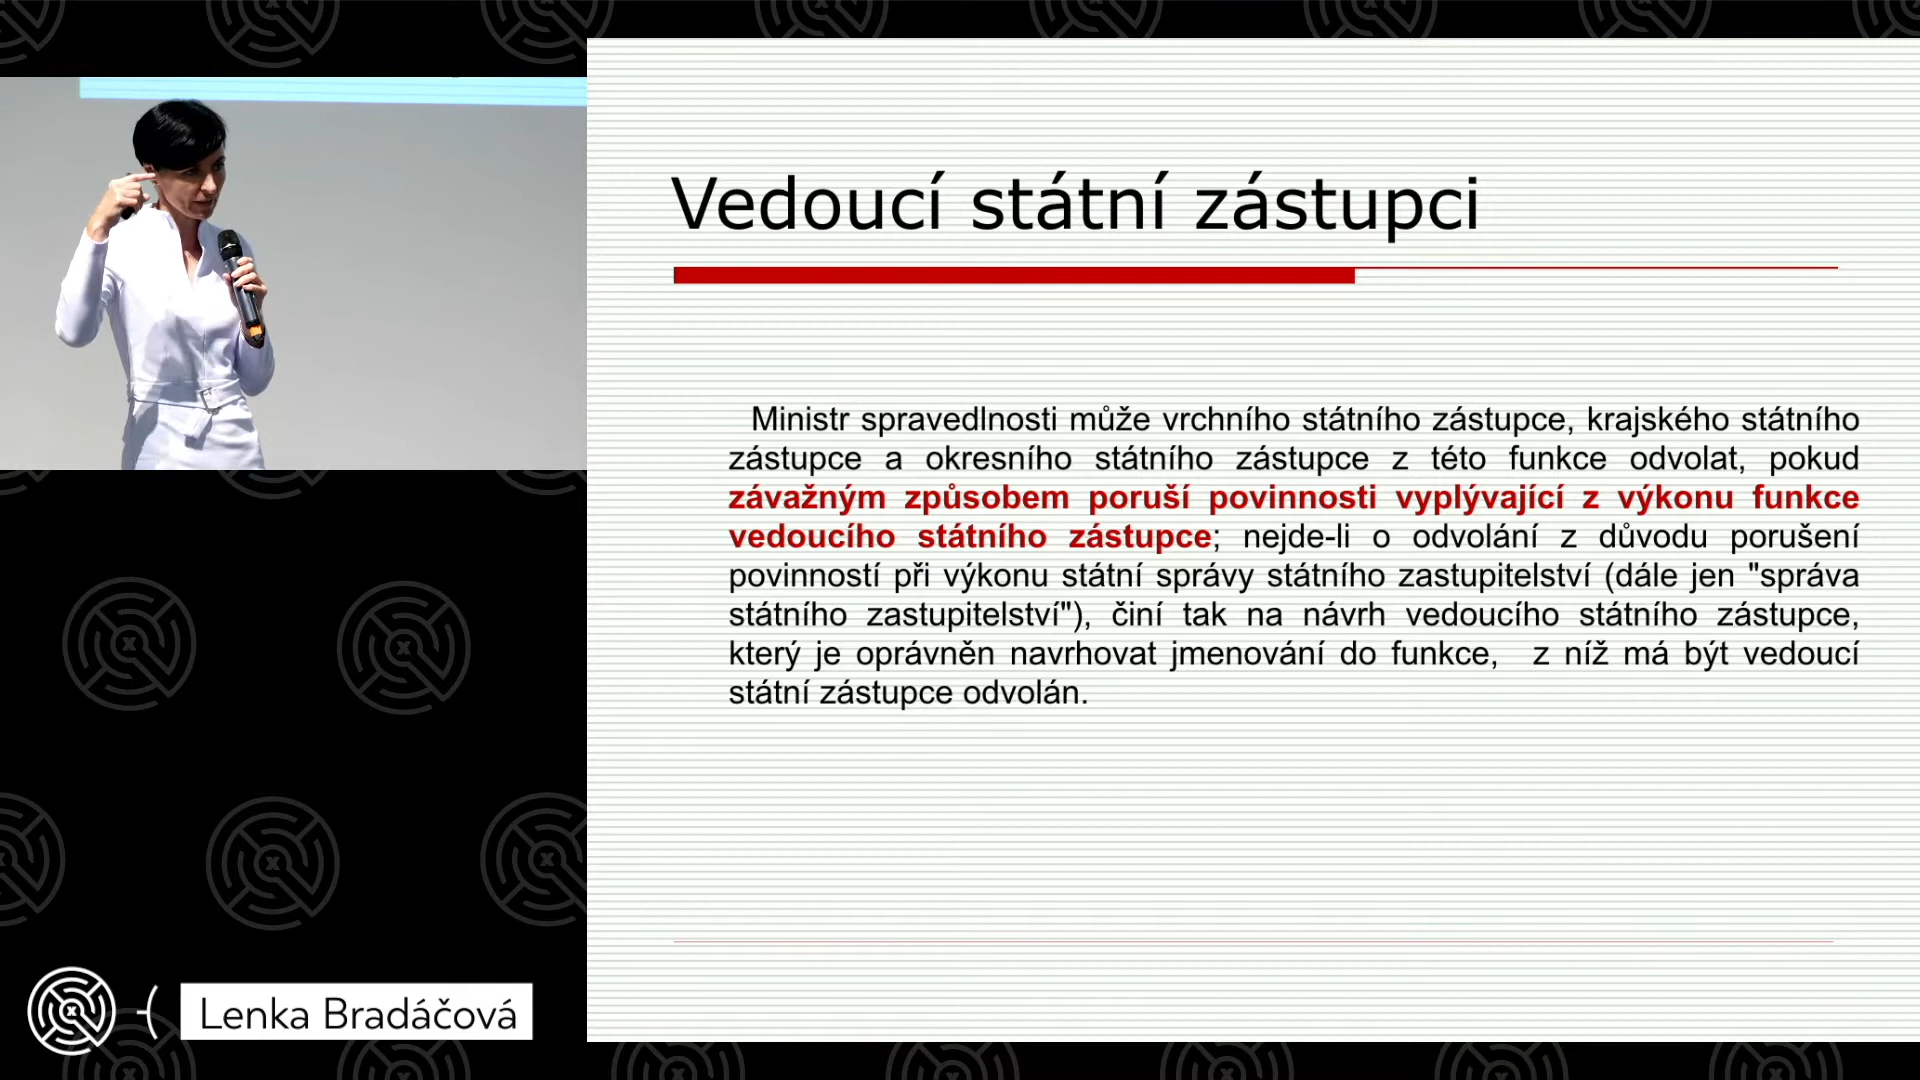 Vedoucí státní zástupci
Ministr spravedlnosti může vrchního státního zástupce, krajského státního
zástupce a okresního státního zástupce z této funkce odvolat, pokud
závažným způsobem poruší povinnosti vyplývající z výkonu funkce
vedoucího státního zástupce; nejde-li o odvolání z důvodu porušení
povinností při výkonu státní správy státního zastupitelství (dále jen "správa
státního zastupitelství"), činí tak na návrh vedoucího státního zástupce,
který je oprávněn navrhovat jmenování do funkce, z níž má být vedoucí
státní zástupce odvolán.
Lenka Bradáčová